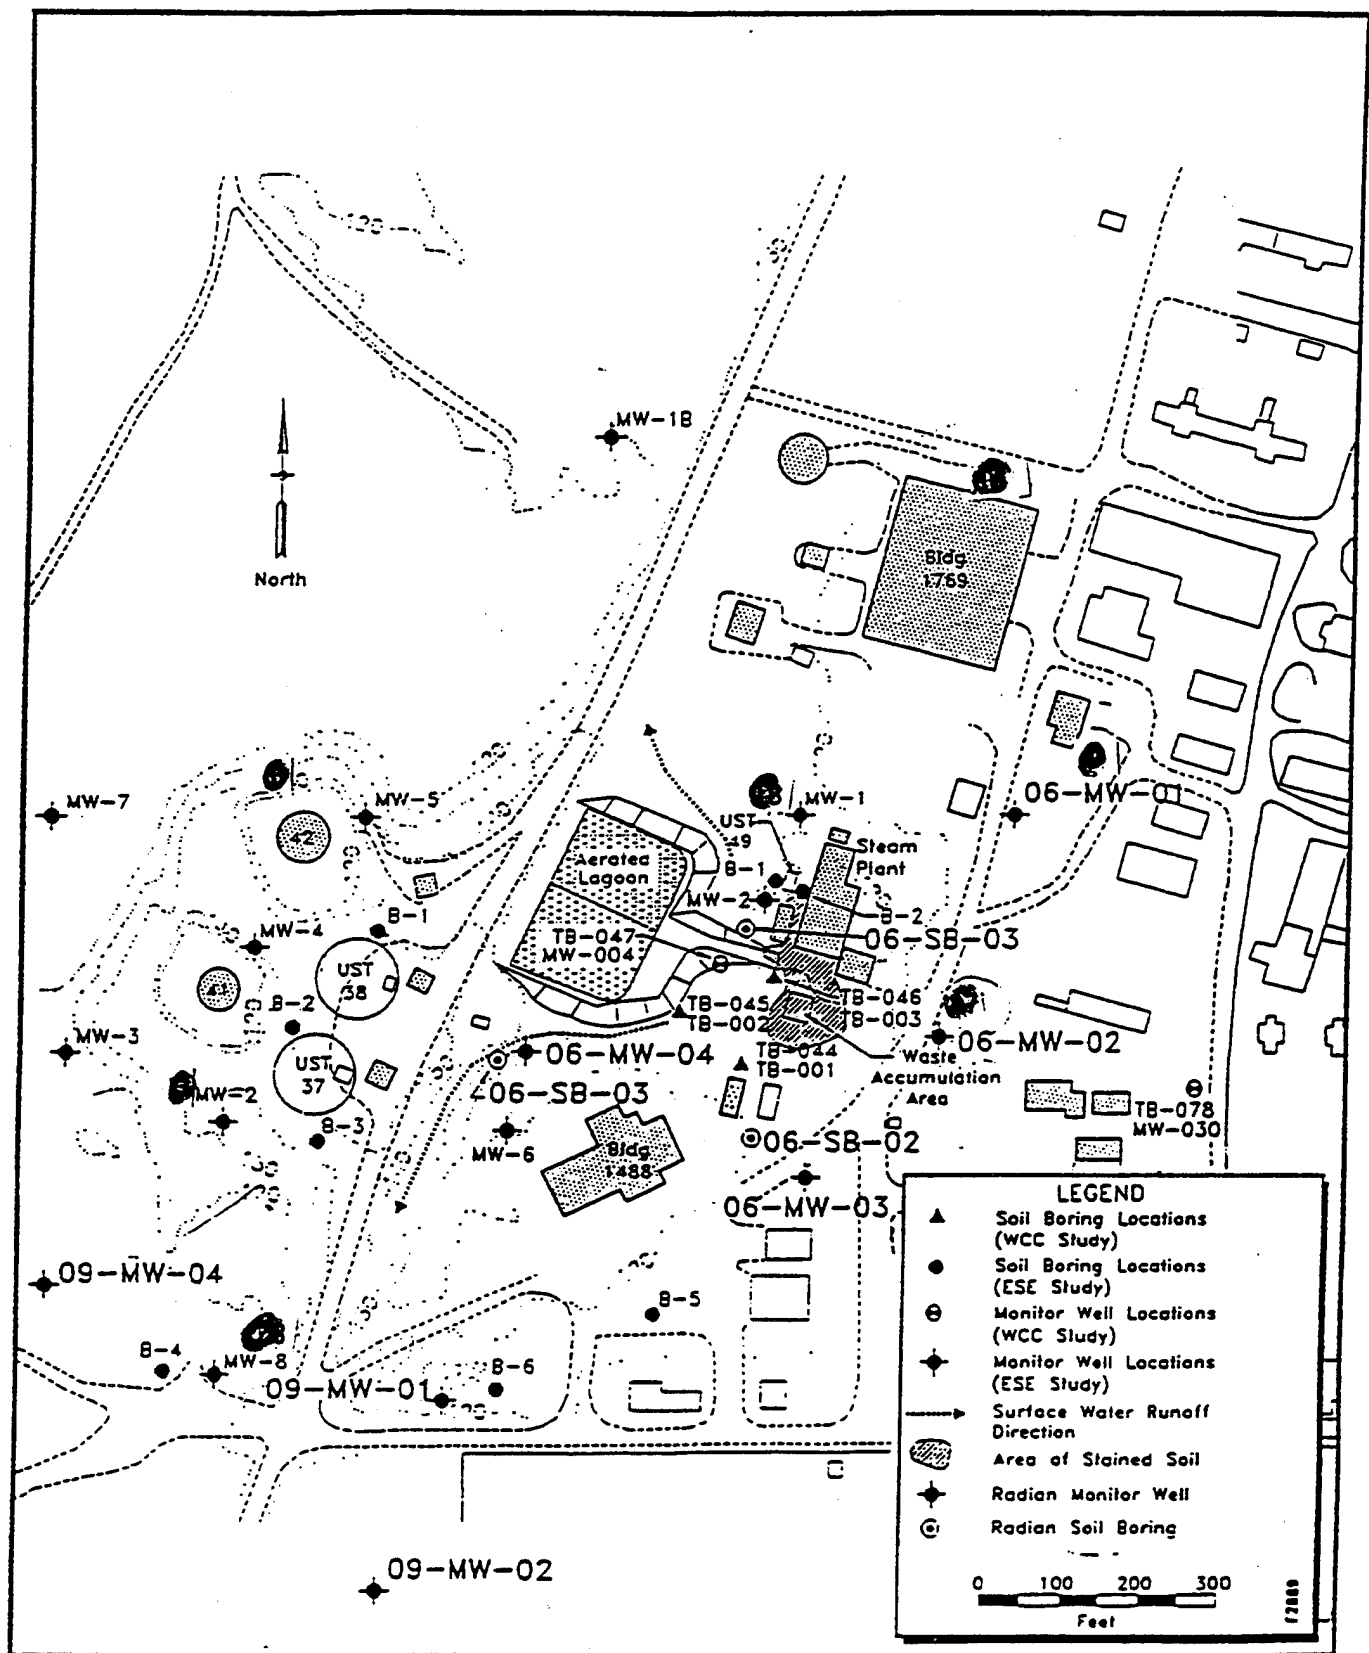 MW-1B
North
Bldg
1769
MW-7
MW-5
42
MW-1
06-MW-01
UST
49
Steam
Plant
Aerated
Lagoon
B-1
MW-2
B-2
06-SB-03
B-1
MW-4
TB-047
MW-004
UST
38
41
B-2
TB-045
TB-002
TB-046
TB-003
MW-3
06-MW-04
TB-044
TB-001
Waste
Accumulation
Area
06-MW-02
UST
37
06-SB-03
MW-2
B-3
MW-6
Bldg
1488
06-SB-02
TB-078
MW-030
06-MW-03
09-MW-04
B-5
B-4
MW-8
09-MW-01
B-6
09-MW-02
LEGEND
Soil Boring Locations
(WCC Study)
Soil Boring Locations
(ESE Study)
Monitor Well Locations
(WCC Study)
Monitor Well Locations
(ESE Study)
Surface Water Runoff
Direction
Area of Stained Soil
Radian Monitor Well
Radian Soil Boring
0 100 200 300
Feet